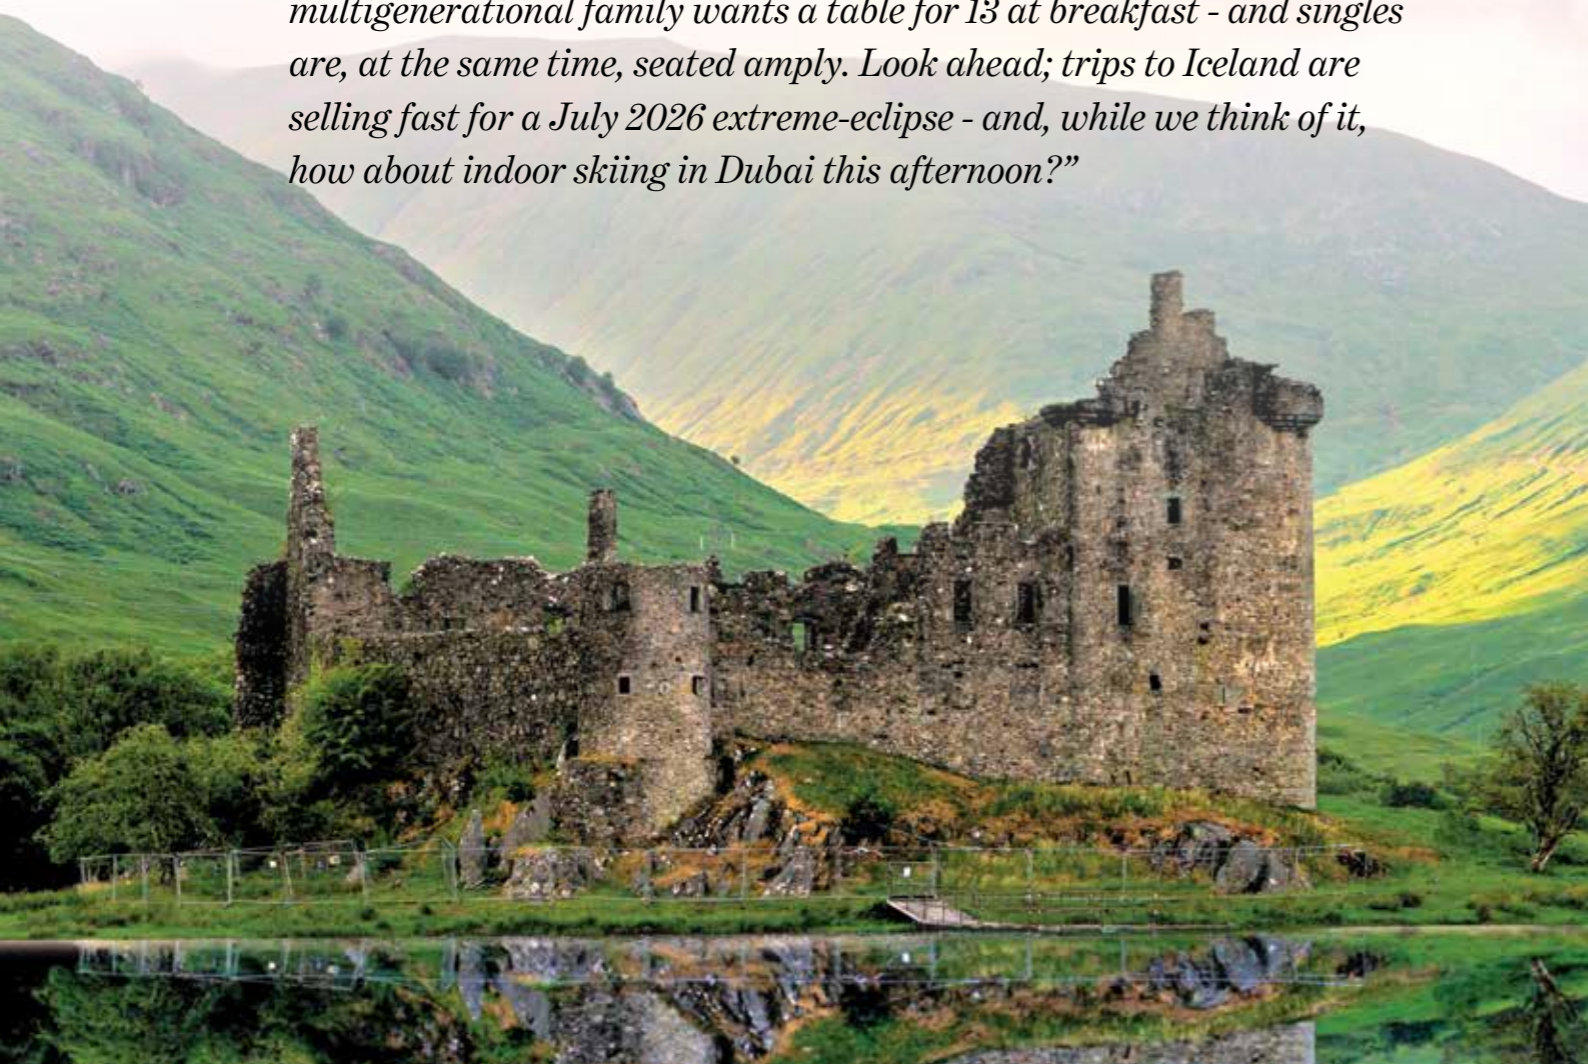 multigenerational family wants a table for 13 at breakfast - and singles
are, at the same time, seated amply. Look ahead; trips to Iceland are
selling fast for a July 2026 extreme-eclipse - and, while we think of it,
how about indoor skiing in Dubai this afternoon?”